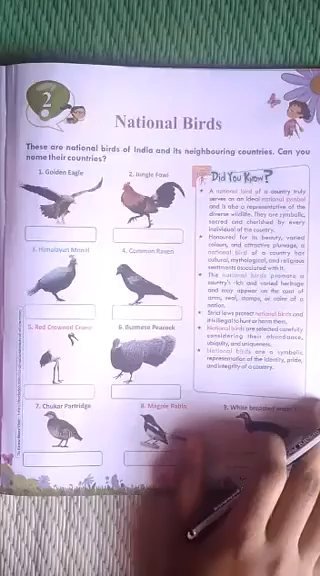 2
National Birds
These are national birds of India and its neighbouring countries. Can you
name their countries?
1. Golden Eagle
2. Jungle Fowl
3. Himalayan Monal
4. Common Raven
5. Red Crowned Crane
6. Burmese Peacock
7. Chukar Partridge
8. Magpie Robin
9. White breasted
Did You Know?
A national bird of a country truly
serves as an ideal national symbol
and it is also a representative of the
diverse wildlife. They are symbolic,
sacred and cherished by every
individual of the country.
Honoured for its beauty, varied
colours, and attractive plumage, a
national bird of a country has
cultural, mythological, and religious
sentiments associated with it.
The national birds promote a
country's rich and varied heritage
and may appear on the coat of
arms, seal, stamps, or coins of a
nation.
Strict laws protect national birds and
it is illegal to hunt or harm them.
National birds are selected carefully
considering their abundance,
ubiquity, and uniqueness.
National birds are a symbolic
representation of the identity, pride,
and integrity of a country.